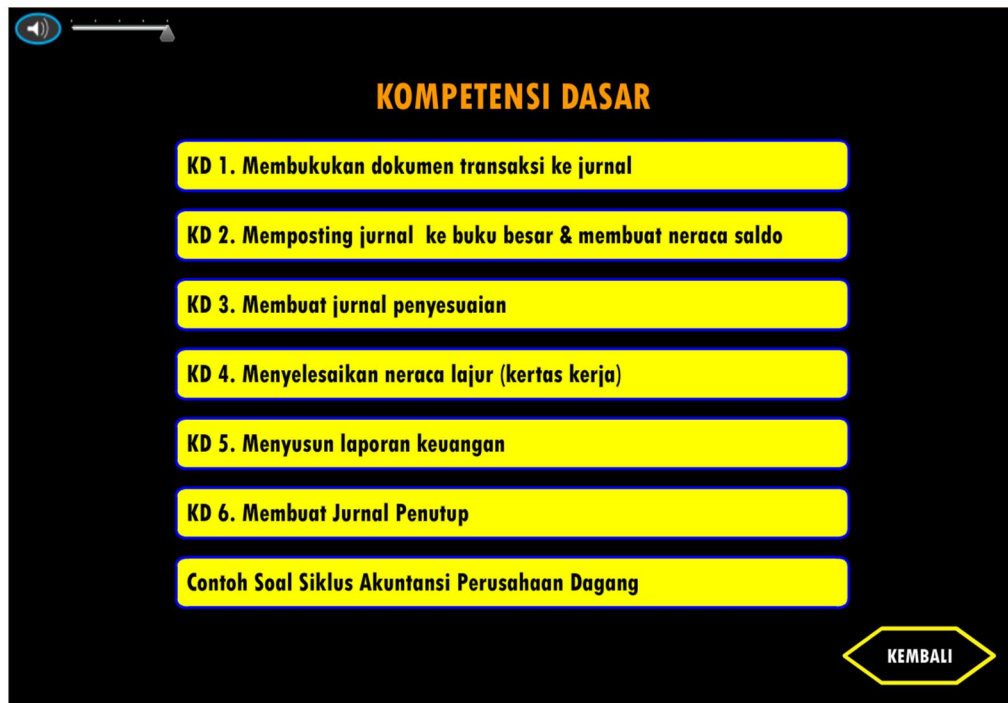 KOMPETENSI DASAR
KD 1. Membukukan dokumen transaksi ke jurnal
KD 2. Memposting jurnal ke buku besar & membuat neraca saldo
KD 3. Membuat jurnal penyesuaian
KD 4. Menyelesaikan neraca lajur (kertas kerja)
KD 5. Menyusun laporan keuangan
KD 6. Membuat Jurnal Penutup
Contoh Soal Siklus Akuntansi Perusahaan Dagang
KEMBALI